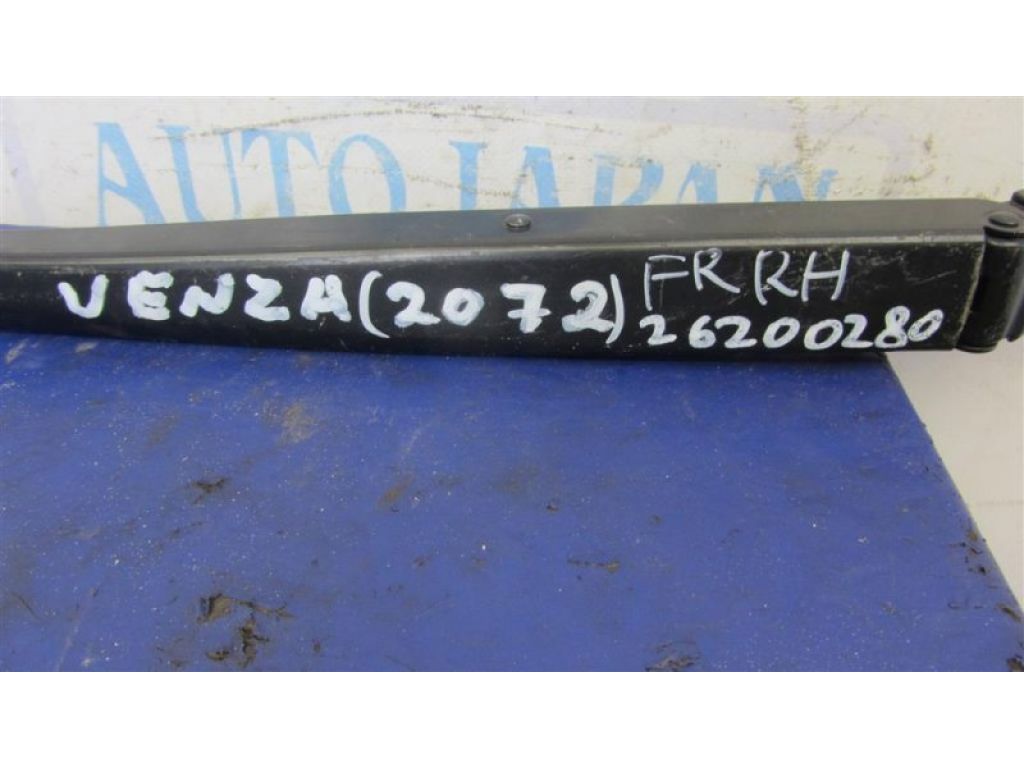 AUTO JAPAN
VENZA (2072) FR RH
26200280